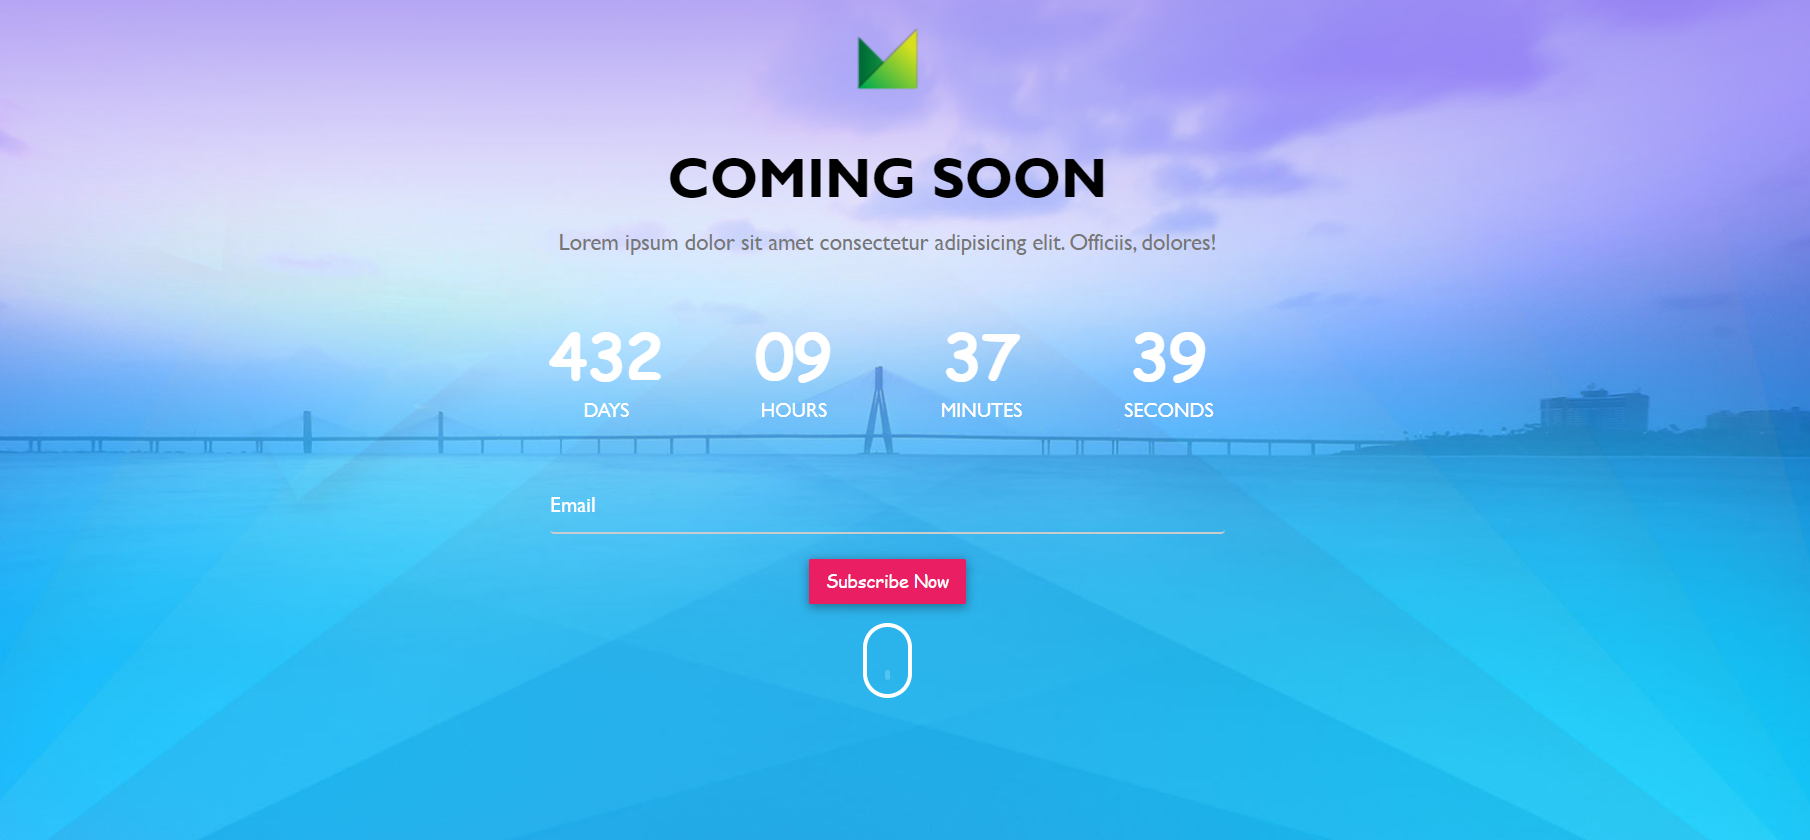 COMING SOON
Lorem ipsum dolor sit amet consectetur adipisicing elit. Officiis, dolores!
432 09 37 39
DAYS HOURS MINUTES SECONDS
Email
Subscribe Now